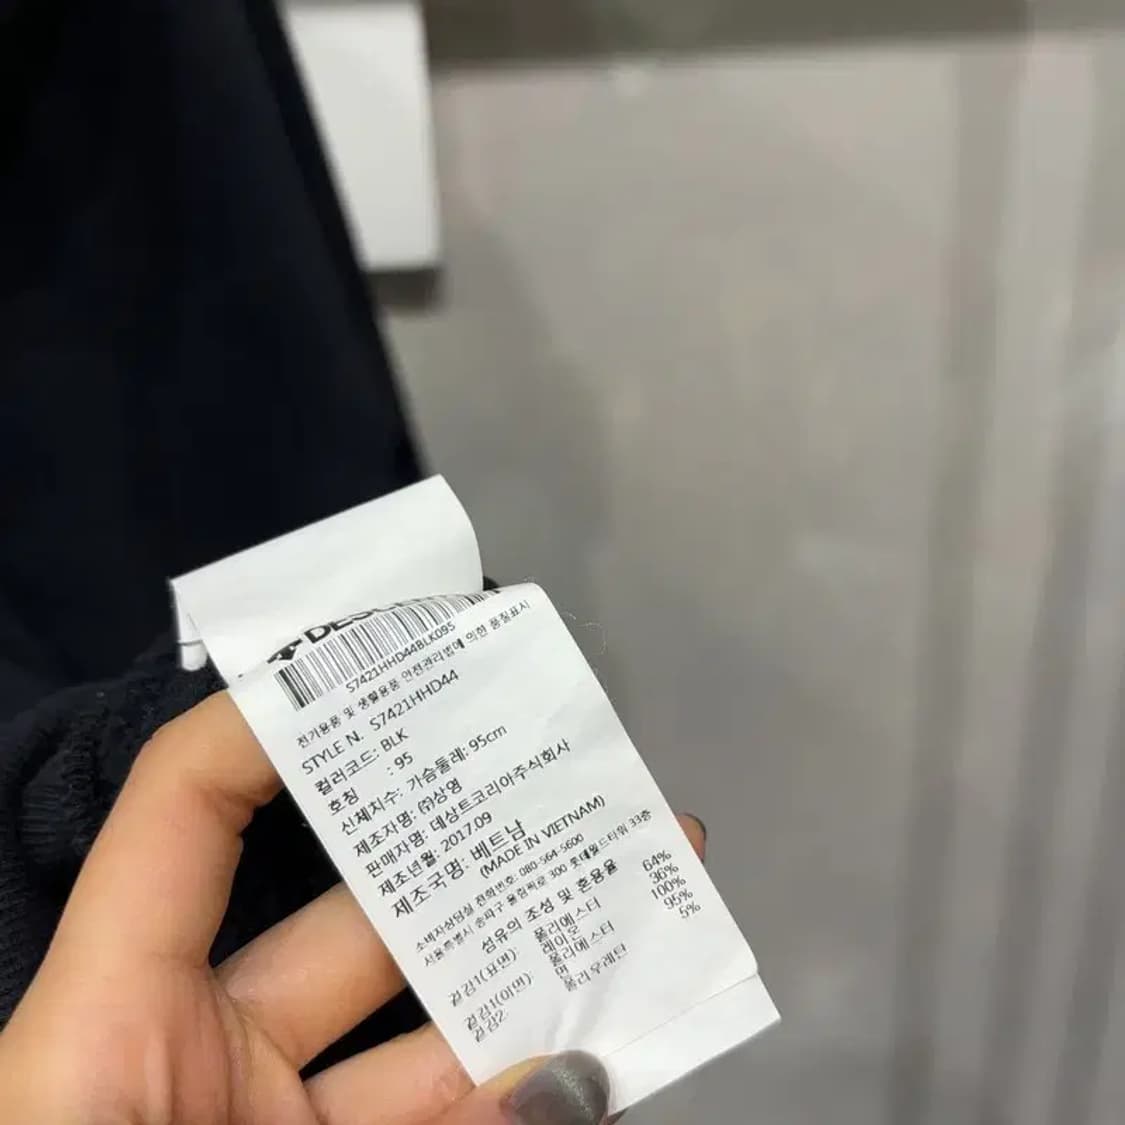 S7421HHD44BLK095
전기용품 및 생활용품 안전관리법에 의한 품질표시
STYLE N. S7421HHD44
컬러코드: BLK
호칭 : 95
신체치수: 가슴둘레: 95cm
제조자명: (주)상영
판매자명: 데상트코리아주식회사
제조년월: 2017.09
제조국명: 베트남
(MADE IN VIETNAM)
소비자상담실 전화번호: 080-564-5600
서울특별시 송파구 올림픽로 300 롯데월드타워 33층
섬유의 조성 및 혼용율
겉감1(표면): 폴리에스터 64%
레이온 36%
겉감1(이면): 폴리에스터 100%
겉감2: 면 95%
폴리우레탄 5%